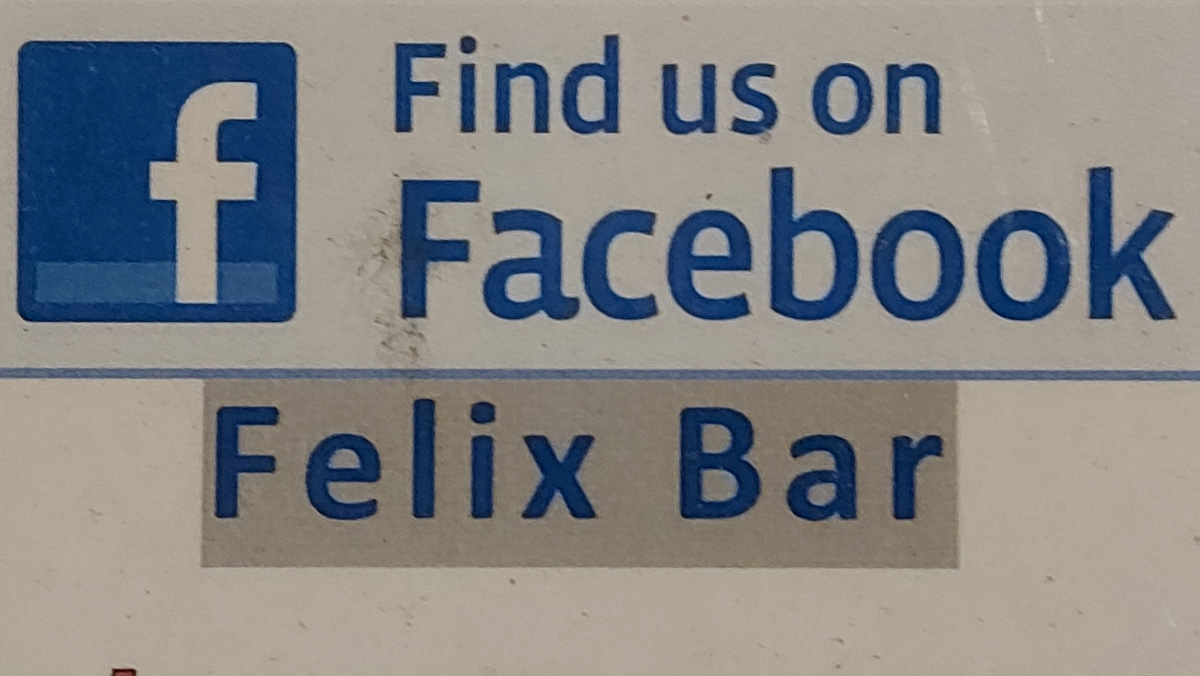 f
Find us on
Facebook
Felix Bar